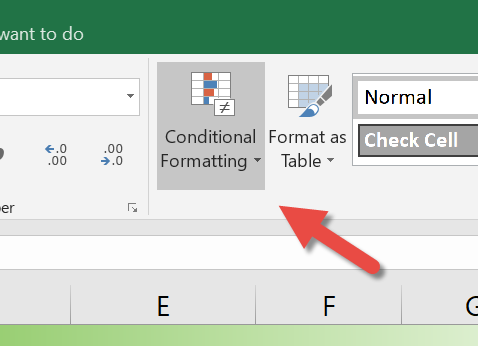 want to do
Conditional
Formatting
Format as
Table
Normal
Check Cell
←.0
.00
.00
→.0
E
F